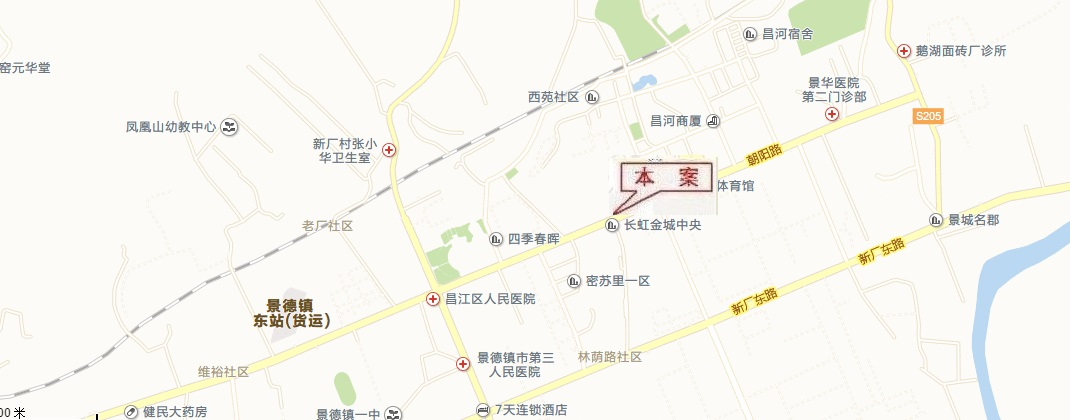 昌河宿舍
鹅湖面砖厂诊所
窑元华堂
景华医院
第二门诊部
西苑社区
S205
昌河商厦
凤凰山幼教中心
新厂村张小
华卫生室
朝阳路
本 案
体育馆
老厂社区
长虹金城中央
景城名郡
四季春晖
新厂东路
密苏里一区
昌江区人民医院
新厂东路
景德镇
东站(货运)
景德镇市第三
人民医院
林荫路社区
维裕社区
00 米
健民大药房
景德镇一中
7天连锁酒店